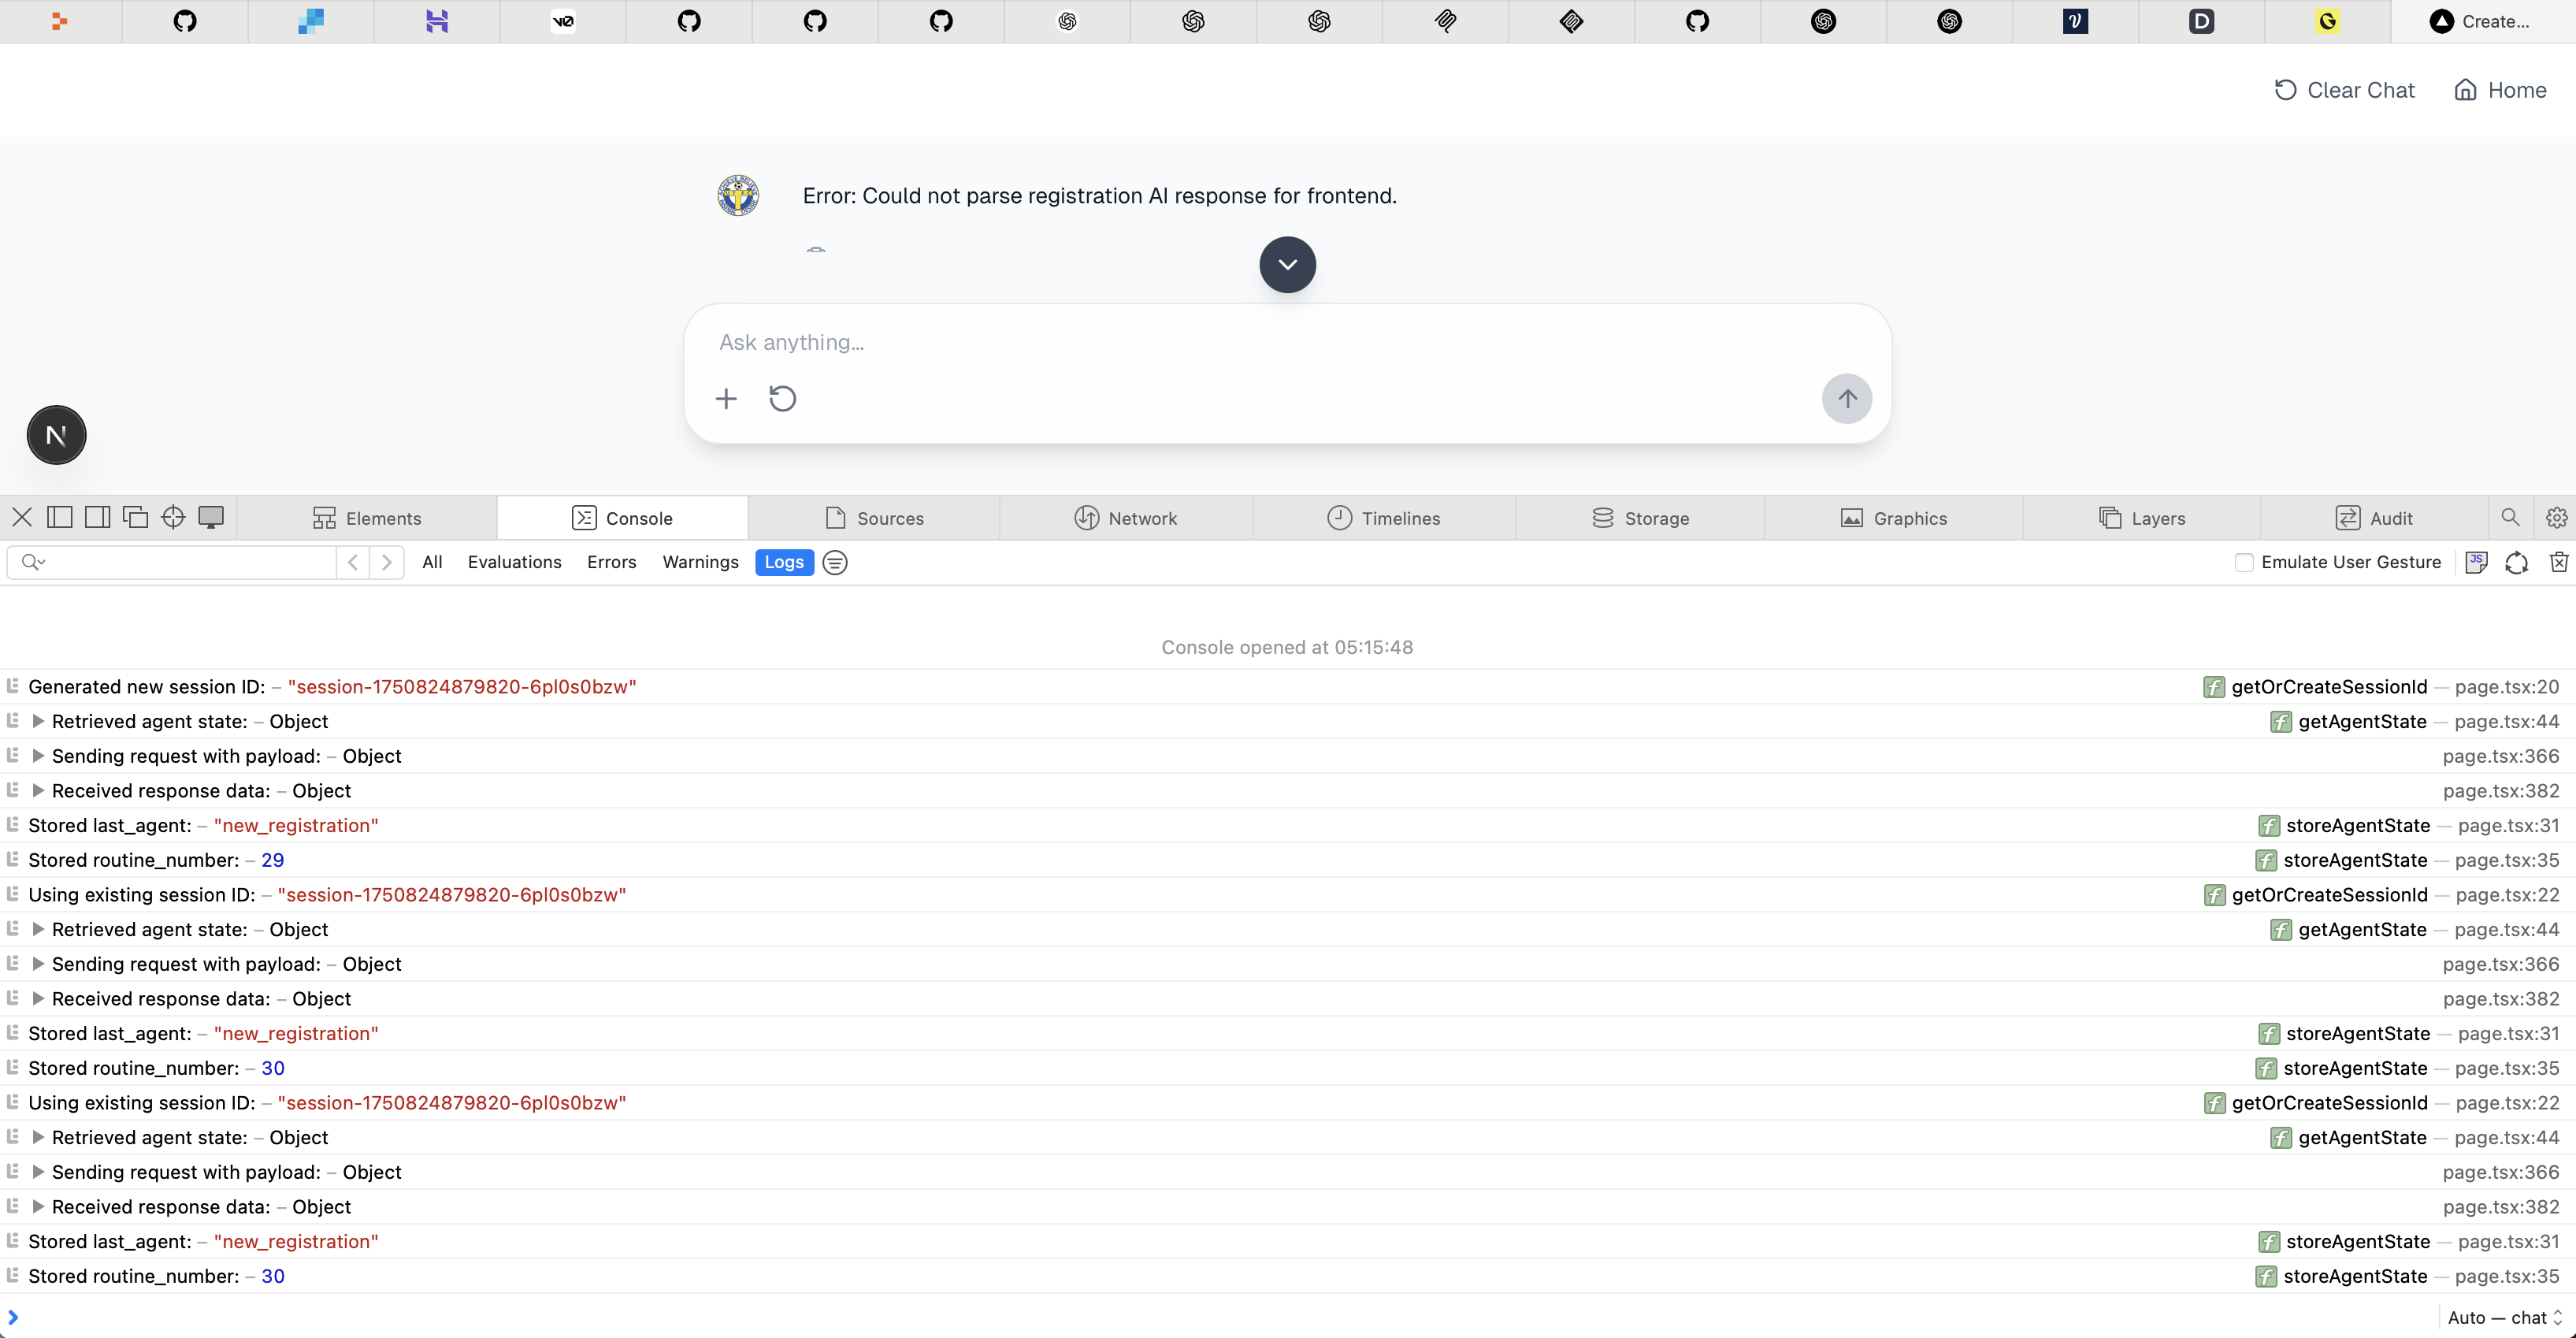 v0
Create...
Clear Chat Home
Error: Could not parse registration AI response for frontend.
Ask anything...
N
Elements Console Sources Network Timelines Storage Graphics Layers Audit
All Evaluations Errors Warnings Logs Emulate User Gesture JS
Console opened at 05:15:48
Generated new session ID: – "session-1750824879820-6pl0s0bzw" f getOrCreateSessionId — page.tsx:20
Retrieved agent state: – Object f getAgentState — page.tsx:44
Sending request with payload: – Object page.tsx:366
Received response data: – Object page.tsx:382
Stored last_agent: – "new_registration" f storeAgentState — page.tsx:31
Stored routine_number: – 29 f storeAgentState — page.tsx:35
Using existing session ID: – "session-1750824879820-6pl0s0bzw" f getOrCreateSessionId — page.tsx:22
Retrieved agent state: – Object f getAgentState — page.tsx:44
Sending request with payload: – Object page.tsx:366
Received response data: – Object page.tsx:382
Stored last_agent: – "new_registration" f storeAgentState — page.tsx:31
Stored routine_number: – 30 f storeAgentState — page.tsx:35
Using existing session ID: – "session-1750824879820-6pl0s0bzw" f getOrCreateSessionId — page.tsx:22
Retrieved agent state: – Object f getAgentState — page.tsx:44
Sending request with payload: – Object page.tsx:366
Received response data: – Object page.tsx:382
Stored last_agent: – "new_registration" f storeAgentState — page.tsx:31
Stored routine_number: – 30 f storeAgentState — page.tsx:35
Auto — chat